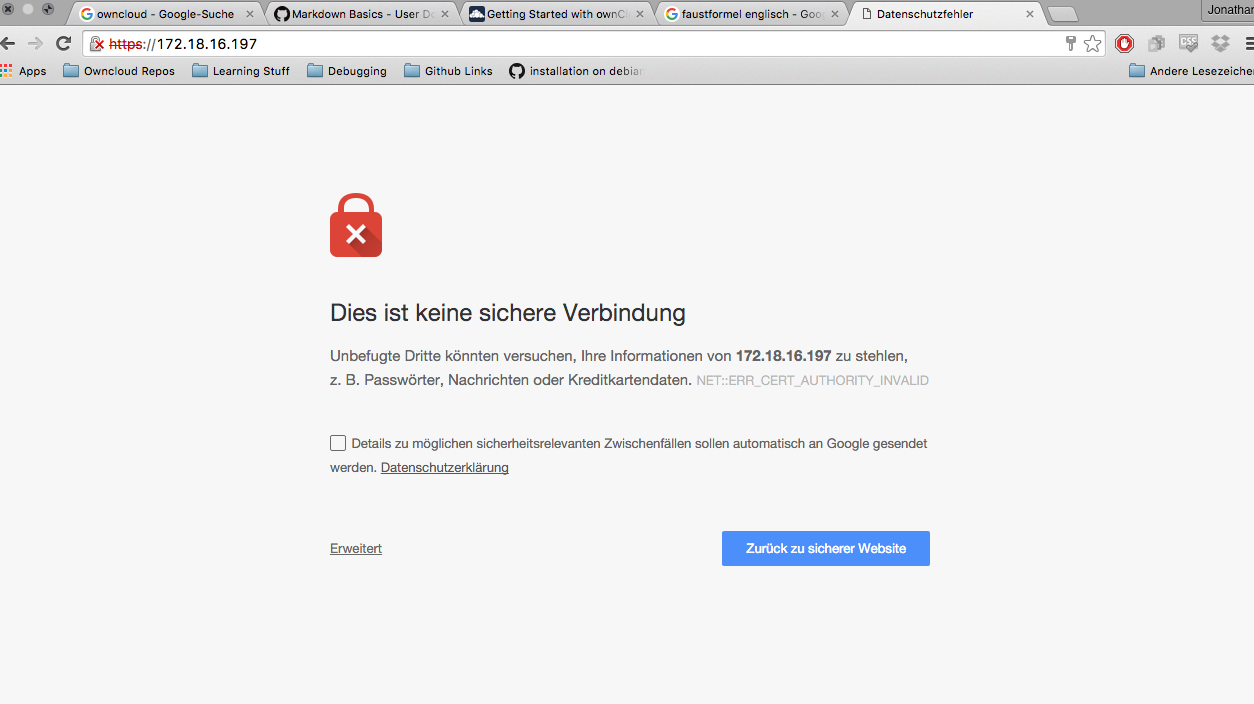 owncloud - Google-Suche
Markdown Basics - User D
Getting Started with ownC
faustformel englisch - Goo
Datenschutzfehler
Jonathan
https://172.18.16.197
Apps
Owncloud Repos
Learning Stuff
Debugging
Github Links
installation on debian
Andere Lesezeichen
Dies ist keine sichere Verbindung
Unbefugte Dritte könnten versuchen, Ihre Informationen von 172.18.16.197 zu stehlen,
z. B. Passwörter, Nachrichten oder Kreditkartendaten. NET::ERR_CERT_AUTHORITY_INVALID
Details zu möglichen sicherheitsrelevanten Zwischenfällen sollen automatisch an Google gesendet
werden. Datenschutzerklärung
Erweitert
Zurück zu sicherer Website